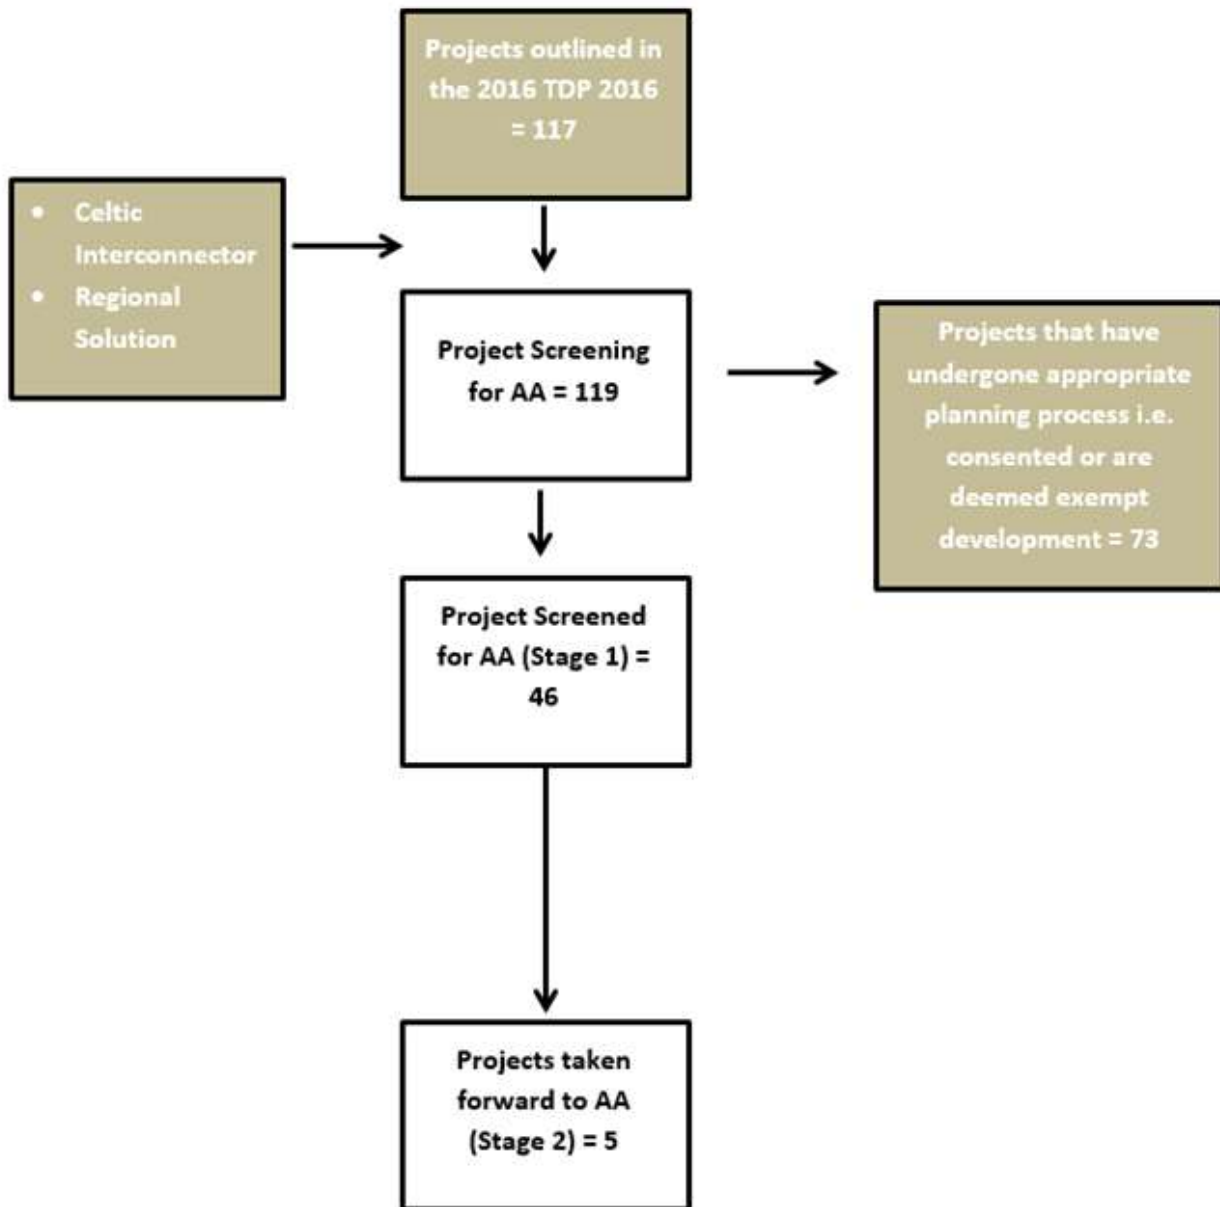 Projects outlined in
the 2016 TDP 2016
= 117
• Celtic
Interconnector
• Regional
Solution
Project Screening
for AA = 119
Projects that have
undergone appropriate
planning process i.e.
consented or are
deemed exempt
development = 73
Project Screened
for AA (Stage 1) =
46
Projects taken
forward to AA
(Stage 2) = 5